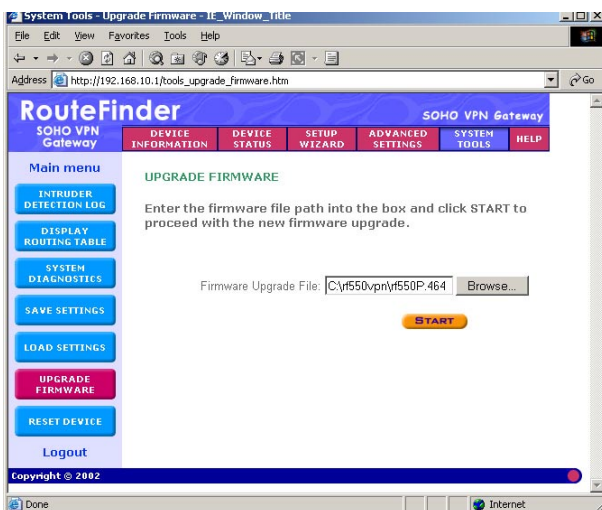 System Tools - Upgrade Firmware - IE_Window_Title
File Edit View Favorites Tools Help
Address http://192.168.10.1/tools_upgrade_firmware.htm Go
RouteFinder
SOHO VPN Gateway
SOHO VPN
Gateway
DEVICE
INFORMATION
DEVICE
STATUS
SETUP
WIZARD
ADVANCED
SETTINGS
SYSTEM
TOOLS
HELP
Main menu
INTRUDER
DETECTION LOG
DISPLAY
ROUTING TABLE
SYSTEM
DIAGNOSTICS
SAVE SETTINGS
LOAD SETTINGS
UPGRADE
FIRMWARE
RESET DEVICE
Logout
UPGRADE FIRMWARE
Enter the firmware file path into the box and click START to
proceed with the new firmware upgrade.
Firmware Upgrade File: C:\rf550vpn\rf550P.464 Browse...
START
Copyright © 2002
Done Internet